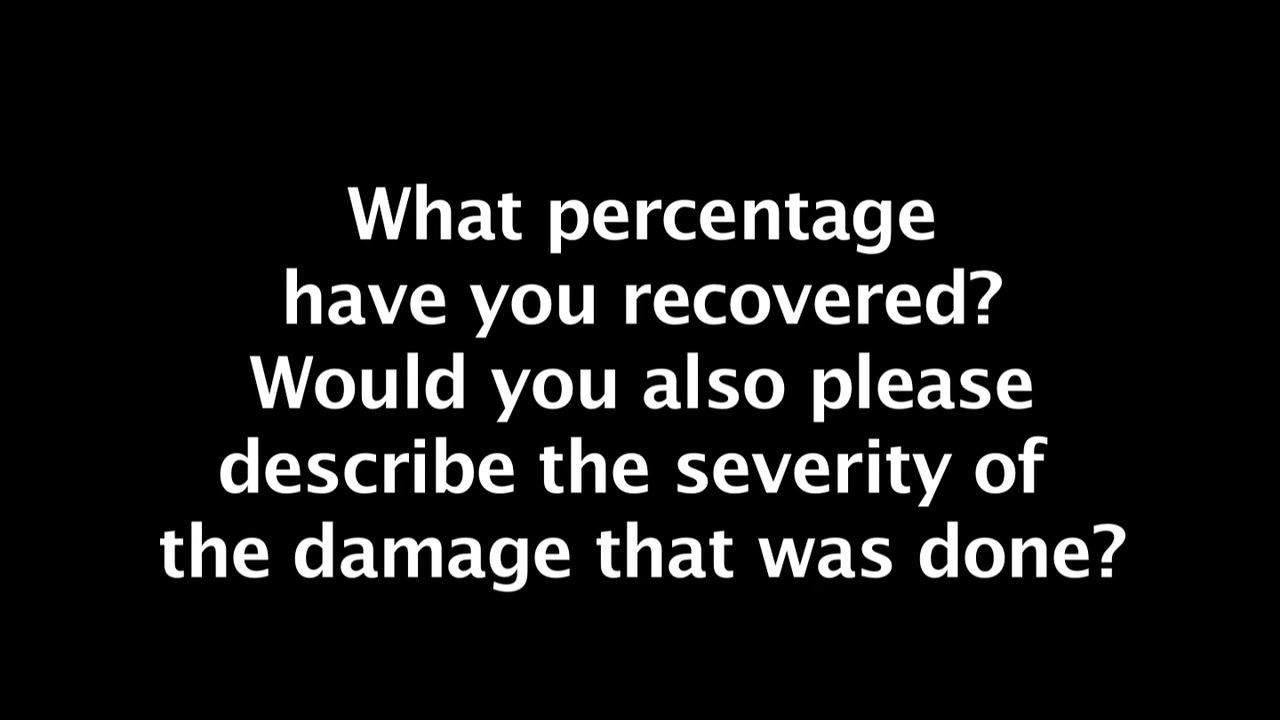 What percentage
have you recovered?
Would you also please
describe the severity of
the damage that was done?